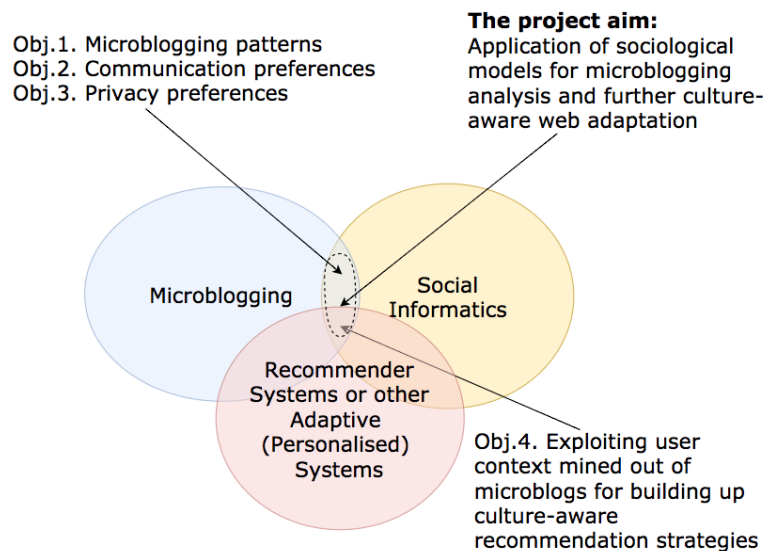 Obj.1. Microblogging patterns
Obj.2. Communication preferences
Obj.3. Privacy preferences
The project aim:
Application of sociological
models for microblogging
analysis and further culture-
aware web adaptation
Microblogging
Social
Informatics
Recommender
Systems or other
Adaptive
(Personalised)
Systems
Obj.4. Exploiting user
context mined out of
microblogs for building up
culture-aware
recommendation strategies